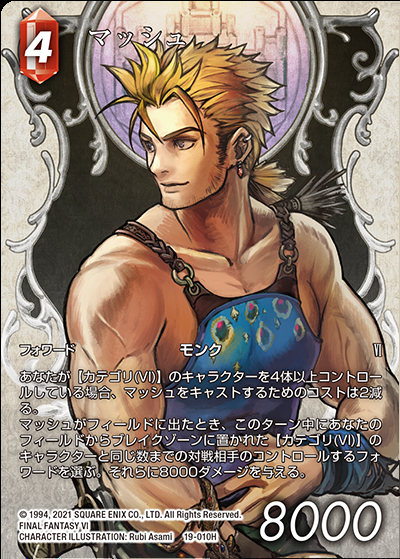 4
マッシュ
フォワード モンク Ⅵ
あなたが【カテゴリ(Ⅵ)】のキャラクターを4体以上コントロー
ルしている場合、マッシュをキャストするためのコストは2減
る。
マッシュがフィールドに出たとき、このターン中にあなたの
フィールドからブレイクゾーンに置かれた【カテゴリ(Ⅵ)】の
キャラクターと同じ数までの対戦相手のコントロールするフォ
ワードを選ぶ。それらに8000ダメージを与える。
© 1994, 2021 SQUARE ENIX CO., LTD. All Rights Reserved.
FINAL FANTASY VI
CHARACTER ILLUSTRATION: Rubi Asami 19-010H
8000